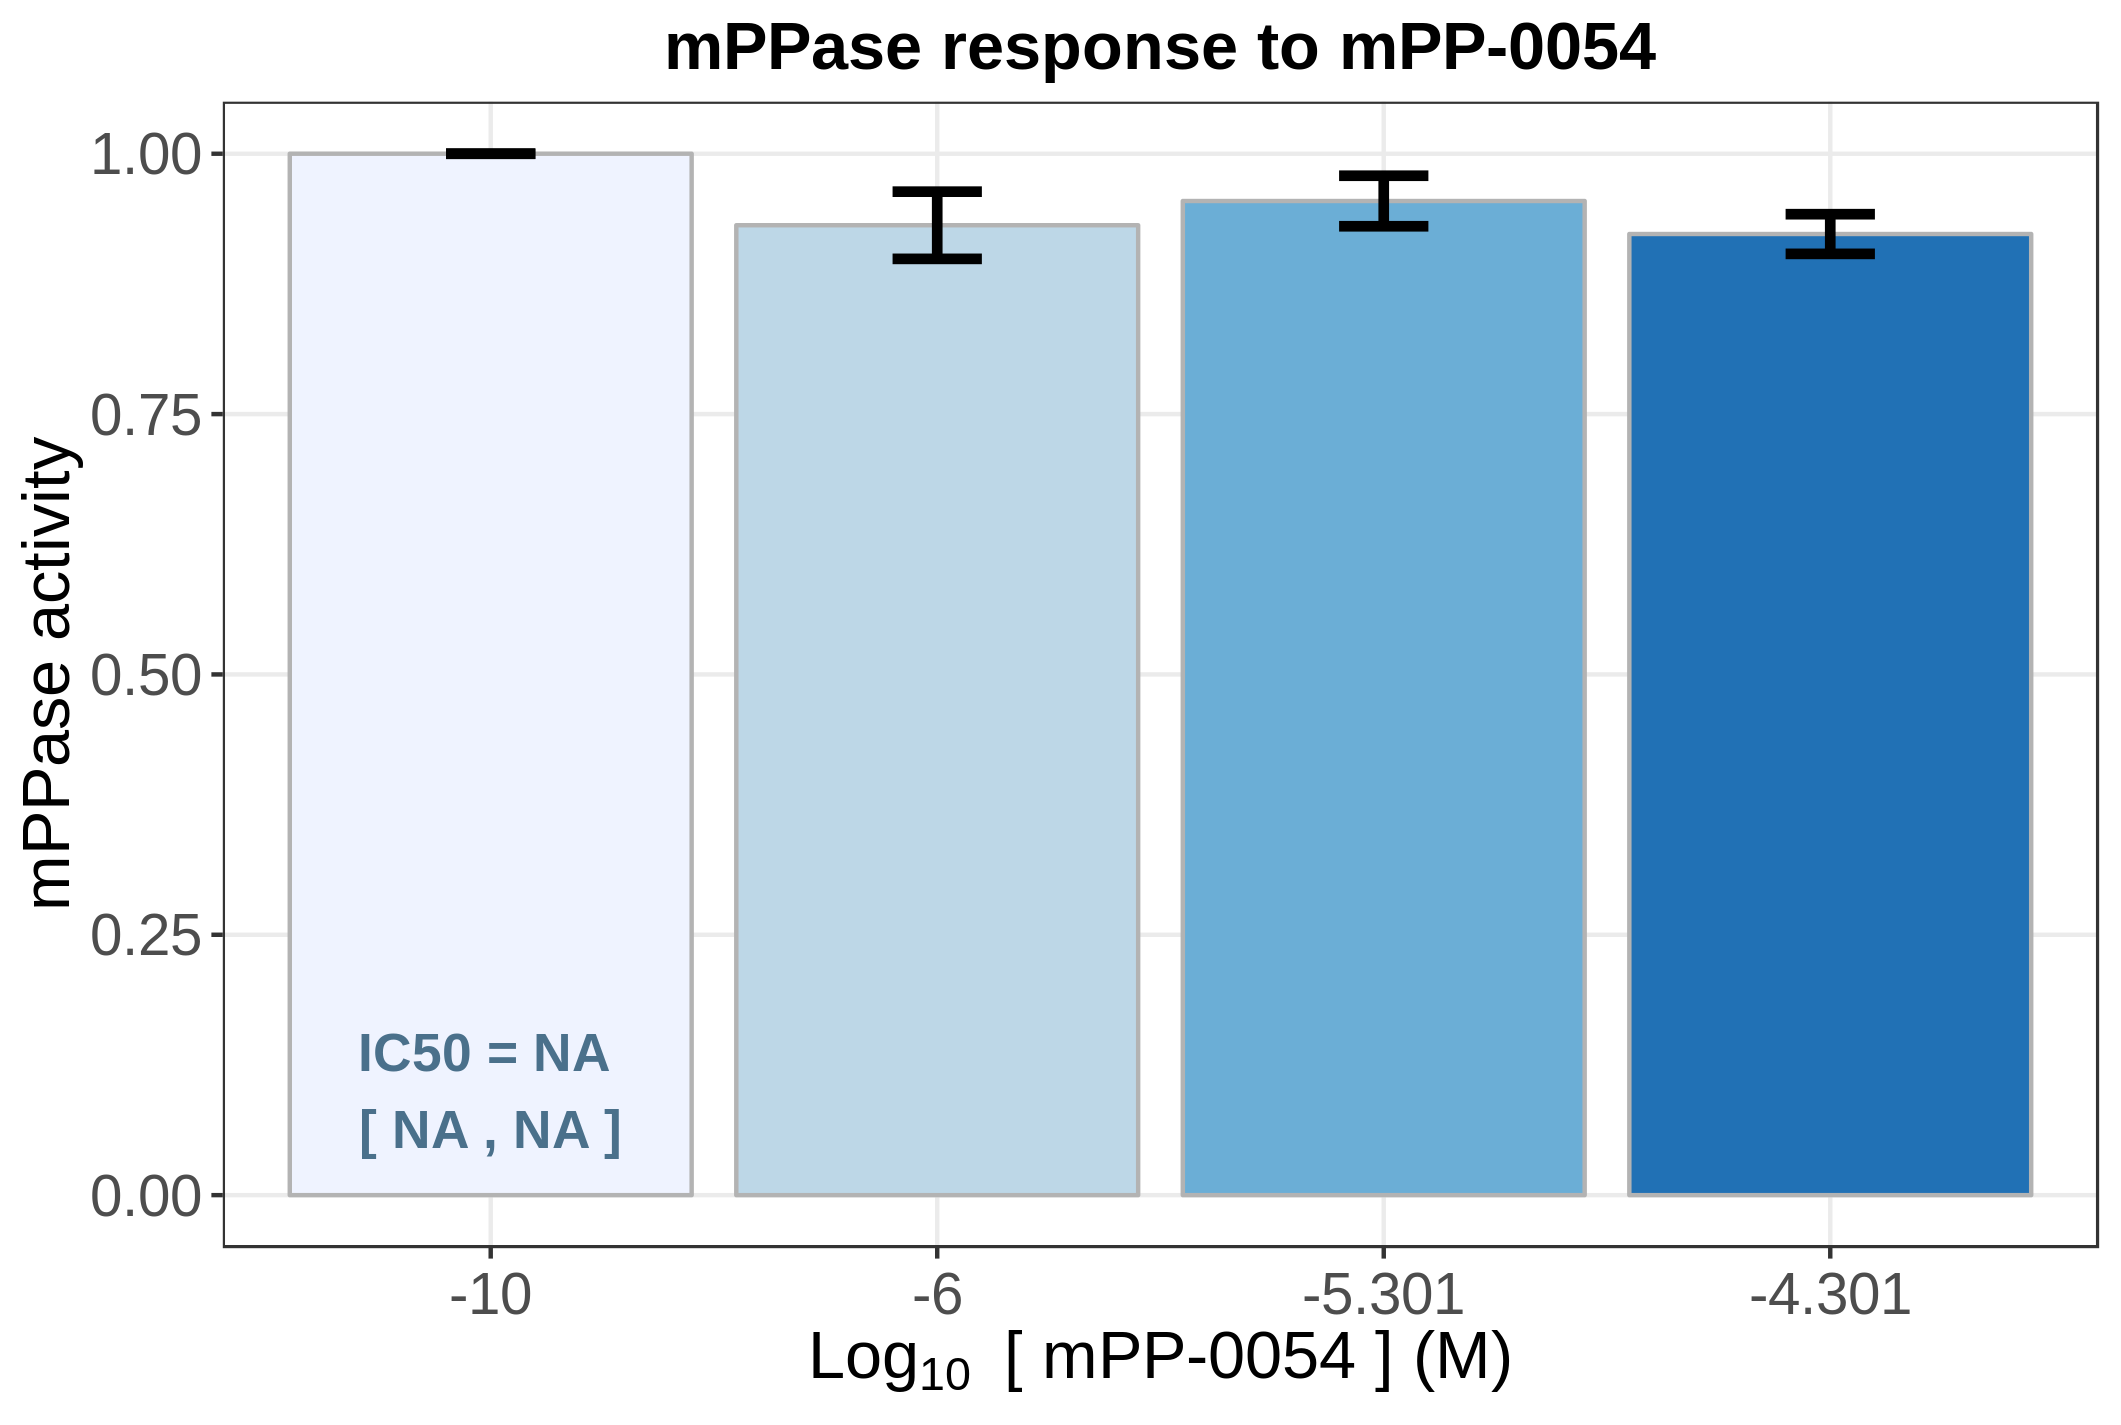 mPPase response to mPP-0054
mPPase activity
1.00
0.75
0.50
0.25
0.00
IC50 = NA
[ NA , NA ]
-10
-6
-5.301
-4.301
Log₁₀ [ mPP-0054 ] (M)